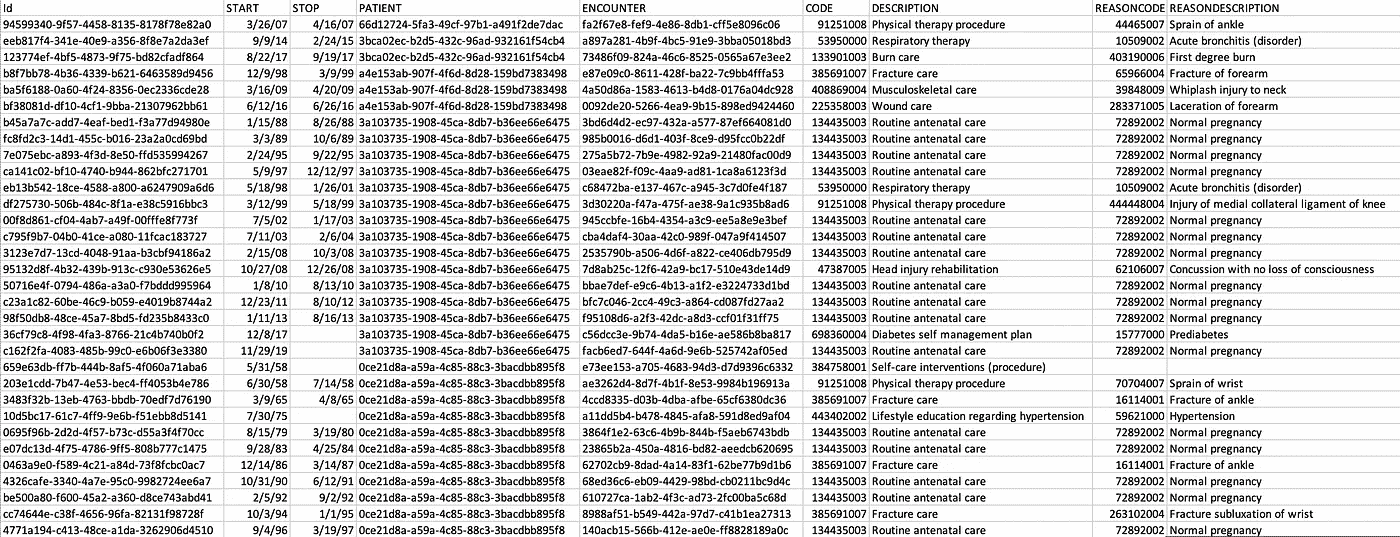 Id START STOP PATIENT ENCOUNTER CODE DESCRIPTION REASONCODE REASONDESCRIPTION
94599340-9f57-4458-8135-8178f78e82a0 3/26/07 4/16/07 66d12724-5fa3-49cf-97b1-a491f2de7dac fa2f67e8-fef9-4e86-8db1-cff5e8096c06 91251008 Physical therapy procedure 44465007 Sprain of ankle
eeb817f4-341e-40e9-a356-8f8e7a2da3ef 9/9/14 2/24/15 3bca02ec-b2d5-432c-96ad-932161f54cb4 a897a281-4b9f-4bc5-91e9-3bba05018bd3 53950000 Respiratory therapy 10509002 Acute bronchitis (disorder)
123774ef-4bf5-4873-9f75-bd82cfadf864 8/22/17 9/19/17 3bca02ec-b2d5-432c-96ad-932161f54cb4 73486f09-824a-46c6-8525-0565a67e3ee2 133901003 Burn care 403190006 First degree burn
b8f7bb78-4b36-4339-b621-6463589d9456 12/9/98 3/9/99 a4e153ab-907f-4f6d-8d28-159bd7383498 e87e09c0-8611-428f-ba22-7c9bb4fffa53 385691007 Fracture care 65966004 Fracture of forearm
ba5f6188-0a60-4f24-8356-0ec2336cde28 3/16/09 4/20/09 a4e153ab-907f-4f6d-8d28-159bd7383498 4a50d86a-1583-4613-b4d8-0176a04dc928 408869004 Musculoskeletal care 39848009 Whiplash injury to neck
bf38081d-df10-4cf1-9bba-21307962bb61 6/12/16 6/26/16 a4e153ab-907f-4f6d-8d28-159bd7383498 0092de20-5266-4ea9-9b15-898ed9424460 225358003 Wound care 283371005 Laceration of forearm
b45a7a7c-add7-4eaf-bed1-f3a77d94980e 1/15/88 8/26/88 3a103735-1908-45ca-8db7-b36ee66e6475 3bd6d4d2-ec97-432a-a577-87ef664081d0 134435003 Routine antenatal care 72892002 Normal pregnancy
fc8fd2c3-14d1-455c-b016-23a2a0cd69bd 3/3/89 10/6/89 3a103735-1908-45ca-8db7-b36ee66e6475 985b0016-d6d1-403f-8ce9-d95fcc0b22df 134435003 Routine antenatal care 72892002 Normal pregnancy
7e075ebc-a893-4f3d-8e50-ffd535994267 2/24/95 9/22/95 3a103735-1908-45ca-8db7-b36ee66e6475 275a5b72-7b9e-4982-92a9-21480fac00d9 134435003 Routine antenatal care 72892002 Normal pregnancy
ca141c02-bf10-4740-b944-862bfc271701 5/9/97 12/12/97 3a103735-1908-45ca-8db7-b36ee66e6475 03eae82f-f09c-4aa9-ad81-1ca8a6123f3d 134435003 Routine antenatal care 72892002 Normal pregnancy
eb13b542-18ce-4588-a800-a6247909a6d6 5/18/98 1/26/01 3a103735-1908-45ca-8db7-b36ee66e6475 c68472ba-e137-467c-a945-3c7d0fe4f187 53950000 Respiratory therapy 10509002 Acute bronchitis (disorder)
df275730-506b-484c-8f1a-e38c5916bbc3 3/12/99 5/18/99 3a103735-1908-45ca-8db7-b36ee66e6475 3d30220a-f47a-475f-ae38-9a1c935b8ad6 91251008 Physical therapy procedure 444448004 Injury of medial collateral ligament of knee
00f8d861-cf04-4ab7-a49f-00fffe8f773f 7/5/02 1/17/03 3a103735-1908-45ca-8db7-b36ee66e6475 945ccbfe-16b4-4354-a3c9-ee5a8e9e3bef 134435003 Routine antenatal care 72892002 Normal pregnancy
c795f9b7-04b0-41ce-a080-11fcac183727 7/11/03 2/6/04 3a103735-1908-45ca-8db7-b36ee66e6475 cba4daf4-30aa-42c0-989f-047a9f414507 134435003 Routine antenatal care 72892002 Normal pregnancy
3123e7d7-13cd-4048-91aa-b3cbf94186a2 2/15/08 10/3/08 3a103735-1908-45ca-8db7-b36ee66e6475 2535790b-a506-4d6f-a822-ce406db795d9 134435003 Routine antenatal care 72892002 Normal pregnancy
95132d8f-4b32-439b-913c-c930e53626e5 10/27/08 12/26/08 3a103735-1908-45ca-8db7-b36ee66e6475 7d8ab25c-12f6-42a9-bc17-510e43de14d9 47387005 Head injury rehabilitation 62106007 Concussion with no loss of consciousness
50716e4f-0794-486a-a3a0-f7bddd995964 1/8/10 8/13/10 3a103735-1908-45ca-8db7-b36ee66e6475 bbae7def-e9c6-4b13-a1f2-e3224733d1bd 134435003 Routine antenatal care 72892002 Normal pregnancy
c23a1c82-60be-46c9-b059-e4019b8744a2 12/23/11 8/10/12 3a103735-1908-45ca-8db7-b36ee66e6475 bfc7c046-2cc4-49c3-a864-cd087fd27aa2 134435003 Routine antenatal care 72892002 Normal pregnancy
98f50db8-48ce-45a7-8bd5-fd235b8433c0 1/11/13 8/16/13 3a103735-1908-45ca-8db7-b36ee66e6475 f95108d6-a2f3-42dc-a8d3-ccf01f31ff75 134435003 Routine antenatal care 72892002 Normal pregnancy
36cf79c8-4f98-4fa3-8766-21c4b740b0f2 12/8/17 3a103735-1908-45ca-8db7-b36ee66e6475 c56dcc3e-9b74-4da5-b16e-ae586b8ba817 698360004 Diabetes self management plan 15777000 Prediabetes
c162f2fa-4083-485b-99c0-e6b06f3e3380 11/29/19 3a103735-1908-45ca-8db7-b36ee66e6475 facb6ed7-644f-4a6d-9e6b-525742af05ed 134435003 Routine antenatal care 72892002 Normal pregnancy
659e63db-ff7b-444b-8af5-4f060a71aba6 5/31/58 0ce21d8a-a59a-4c85-88c3-3bacdbb895f8 e73ee153-a705-4683-94d3-d7d9396c6332 384758001 Self-care interventions (procedure)
203e1cdd-7b47-4e53-bec4-ff4053b4e786 6/30/58 7/14/58 0ce21d8a-a59a-4c85-88c3-3bacdbb895f8 ae3262d4-8d7f-4b1f-8e53-9984b196913a 91251008 Physical therapy procedure 70704007 Sprain of wrist
3483f32b-13eb-4763-bbdb-70edf7d76190 3/9/65 4/8/65 0ce21d8a-a59a-4c85-88c3-3bacdbb895f8 4ccd8335-d03b-4dba-afbe-65cf6380dc36 385691007 Fracture care 16114001 Fracture of ankle
10d5bc17-61c7-4ff9-9e6b-f51ebb8d5141 7/30/75 0ce21d8a-a59a-4c85-88c3-3bacdbb895f8 a11dd5b4-b478-4845-afa8-591d8ed9af04 443402002 Lifestyle education regarding hypertension 59621000 Hypertension
0695f96b-2d2d-4f57-b73c-d55a3f4f70cc 8/15/79 3/19/80 0ce21d8a-a59a-4c85-88c3-3bacdbb895f8 3864f1e2-63c6-4b9b-844b-f5aeb6743bdb 134435003 Routine antenatal care 72892002 Normal pregnancy
e07dc13d-4f75-4786-9ff5-808b777c1475 9/28/83 4/25/84 0ce21d8a-a59a-4c85-88c3-3bacdbb895f8 23865b2a-450a-4816-bd82-aeedcb620695 134435003 Routine antenatal care 72892002 Normal pregnancy
0463a9e0-f589-4c21-a84d-73f8fcbc0ac7 12/14/86 3/14/87 0ce21d8a-a59a-4c85-88c3-3bacdbb895f8 62702cb9-8dad-4a14-83f1-62be77b9d1b6 385691007 Fracture care 16114001 Fracture of ankle
4326cafe-3340-4a7e-95c0-9982724ee6a7 10/31/90 6/12/91 0ce21d8a-a59a-4c85-88c3-3bacdbb895f8 68ed36c6-eb09-4429-98bd-cb0211bc9d4c 134435003 Routine antenatal care 72892002 Normal pregnancy
be500a80-f600-45a2-a360-d8ce743abd41 2/5/92 9/2/92 0ce21d8a-a59a-4c85-88c3-3bacdbb895f8 610727ca-1ab2-4f3c-ad73-2fc00ba5c68d 134435003 Routine antenatal care 72892002 Normal pregnancy
cc74644e-c38f-4656-96fa-82131f98728f 10/3/94 1/1/95 0ce21d8a-a59a-4c85-88c3-3bacdbb895f8 8988af51-b549-442a-97d7-c41b1ea27313 385691007 Fracture care 263102004 Fracture subluxation of wrist
4771a194-c413-48ce-a1da-3262906d4510 9/4/96 3/19/97 0ce21d8a-a59a-4c85-88c3-3bacdbb895f8 140acb15-566b-412e-ae0e-ff8828189a0c 134435003 Routine antenatal care 72892002 Normal pregnancy